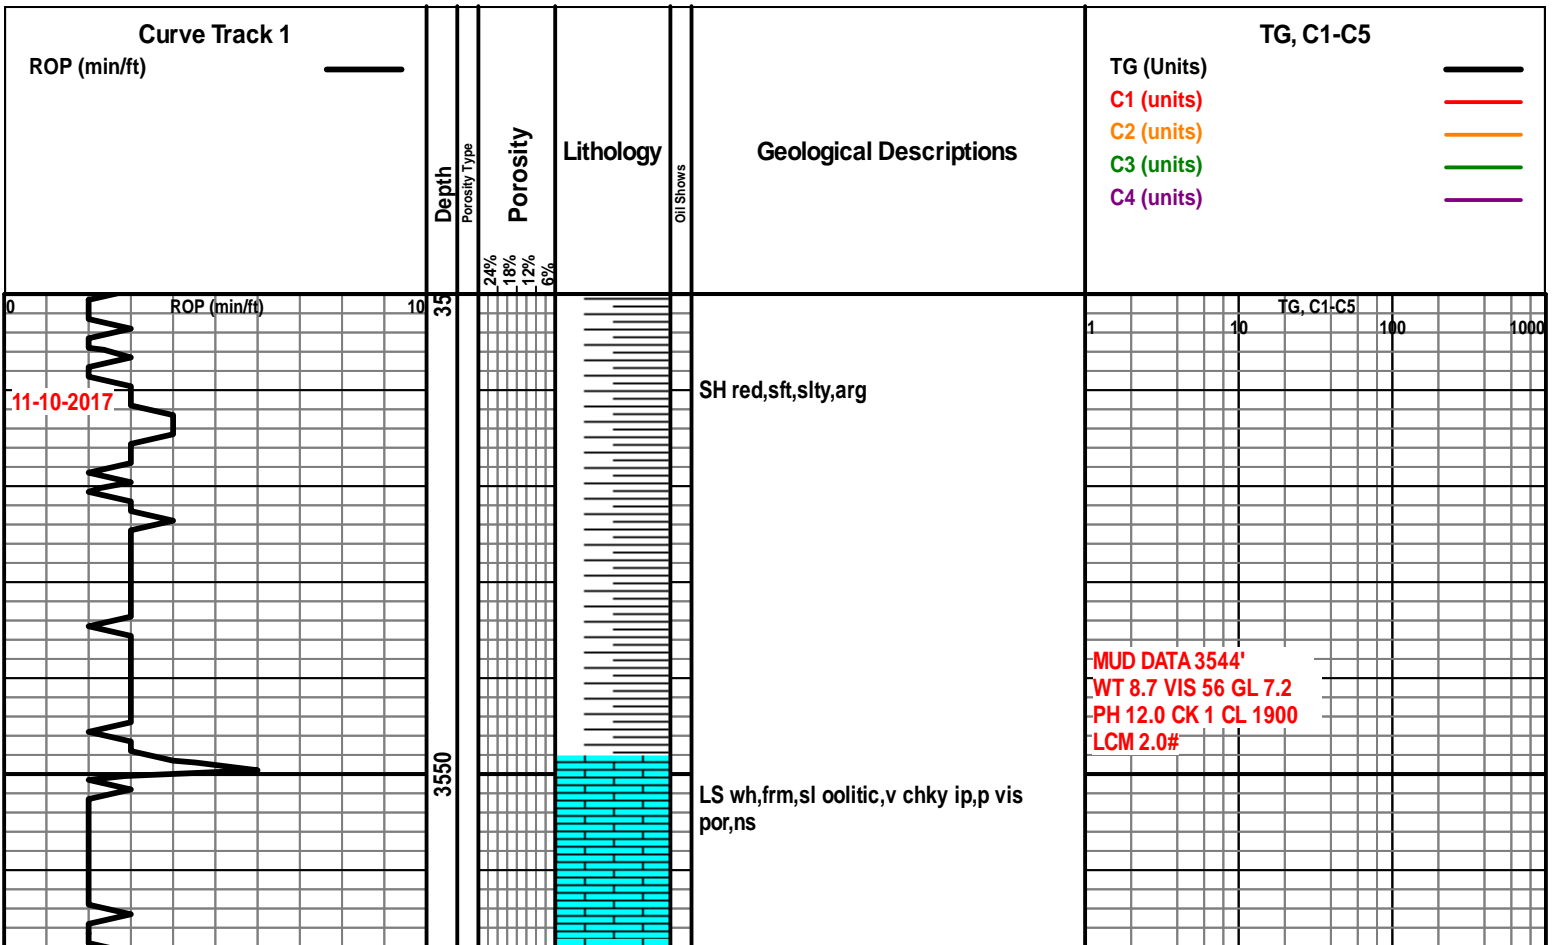 Curve Track 1
ROP (min/ft)
Depth
Porosity Type
Porosity
24%
18%
12%
6%
Lithology
Oil Shows
Geological Descriptions
TG, C1-C5
TG (Units)
C1 (units)
C2 (units)
C3 (units)
C4 (units)
0 ROP (min/ft) 10
35
TG, C1-C5
1 10 100 1000
11-10-2017
SH red,sft,slty,arg
MUD DATA 3544'
WT 8.7 VIS 56 GL 7.2
PH 12.0 CK 1 CL 1900
LCM 2.0#
3550
LS wh,frm,sl oolitic,v chky ip,p vis
por,ns